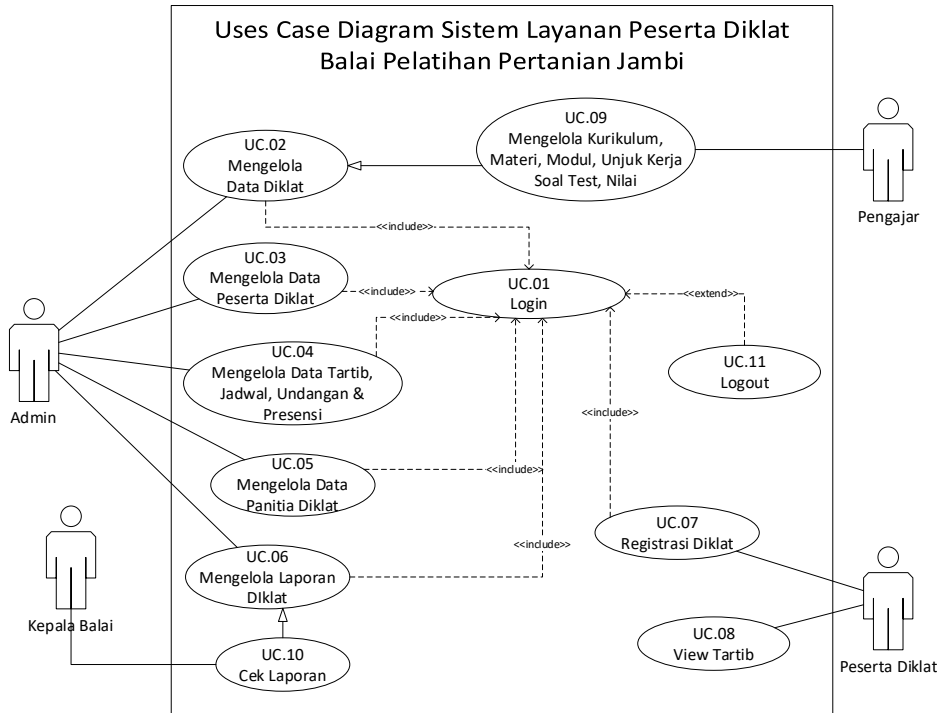 Uses Case Diagram Sistem Layanan Peserta Diklat
Balai Pelatihan Pertanian Jambi
UC.09
Mengelola Kurikulum,
Materi, Modul, Unjuk Kerja
Soal Test, Nilai
Pengajar
UC.02
Mengelola
Data Diklat
<<include>>
UC.03
Mengelola Data
Peserta Diklat
<<include>>
UC.01
Login
<<extend>>
UC.11
Logout
<<include>>
UC.04
Mengelola Data Tartib,
Jadwal, Undangan &
Presensi
Admin
<<include>>
UC.05
Mengelola Data
Panitia Diklat
<<include>>
UC.06
Mengelola Laporan
DIklat
<<include>>
UC.07
Registrasi Diklat
UC.08
View Tartib
Peserta Diklat
Kepala Balai
UC.10
Cek Laporan